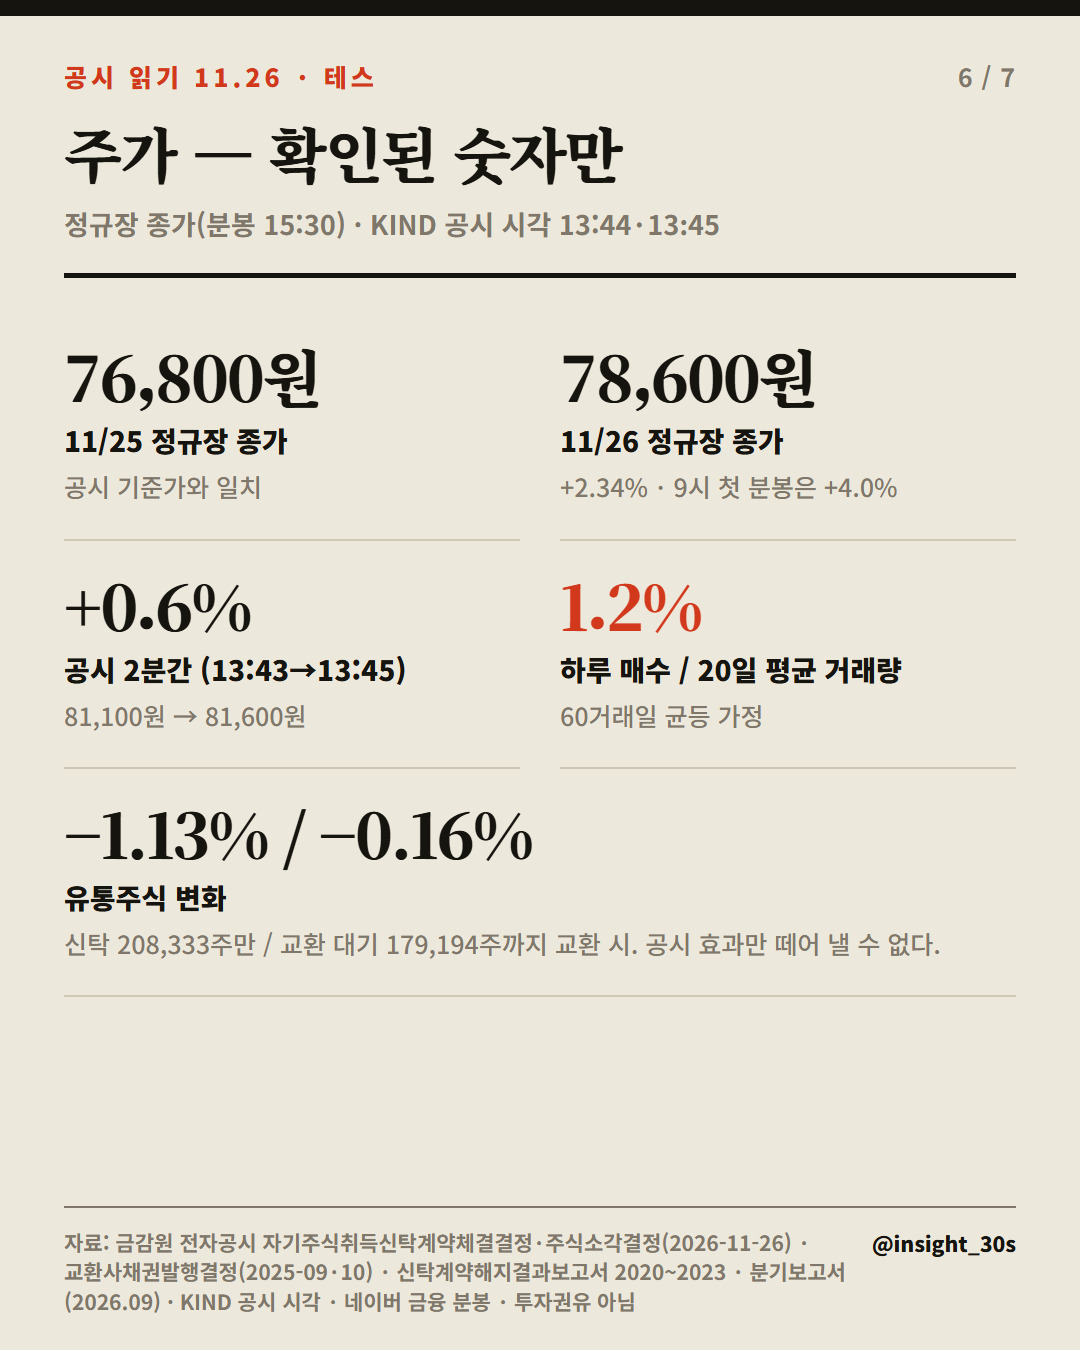 공시 읽기 11.26 · 테스
6 / 7
주가 — 확인된 숫자만
정규장 종가(분봉 15:30) · KIND 공시 시각 13:44·13:45
76,800원
11/25 정규장 종가
공시 기준가와 일치
78,600원
11/26 정규장 종가
+2.34% · 9시 첫 분봉은 +4.0%
+0.6%
공시 2분간 (13:43→13:45)
81,100원 → 81,600원
1.2%
하루 매수 / 20일 평균 거래량
60거래일 균등 가정
−1.13% / −0.16%
유통주식 변화
신탁 208,333주만 / 교환 대기 179,194주까지 교환 시. 공시 효과만 떼어 낼 수 없다.
자료: 금감원 전자공시 자기주식취득신탁계약체결결정·주식소각결정(2026-11-26) ·
교환사채권발행결정(2025-09·10) · 신탁계약해지결과보고서 2020~2023 · 분기보고서
(2026.09) · KIND 공시 시각 · 네이버 금융 분봉 · 투자권유 아님
@insight_30s